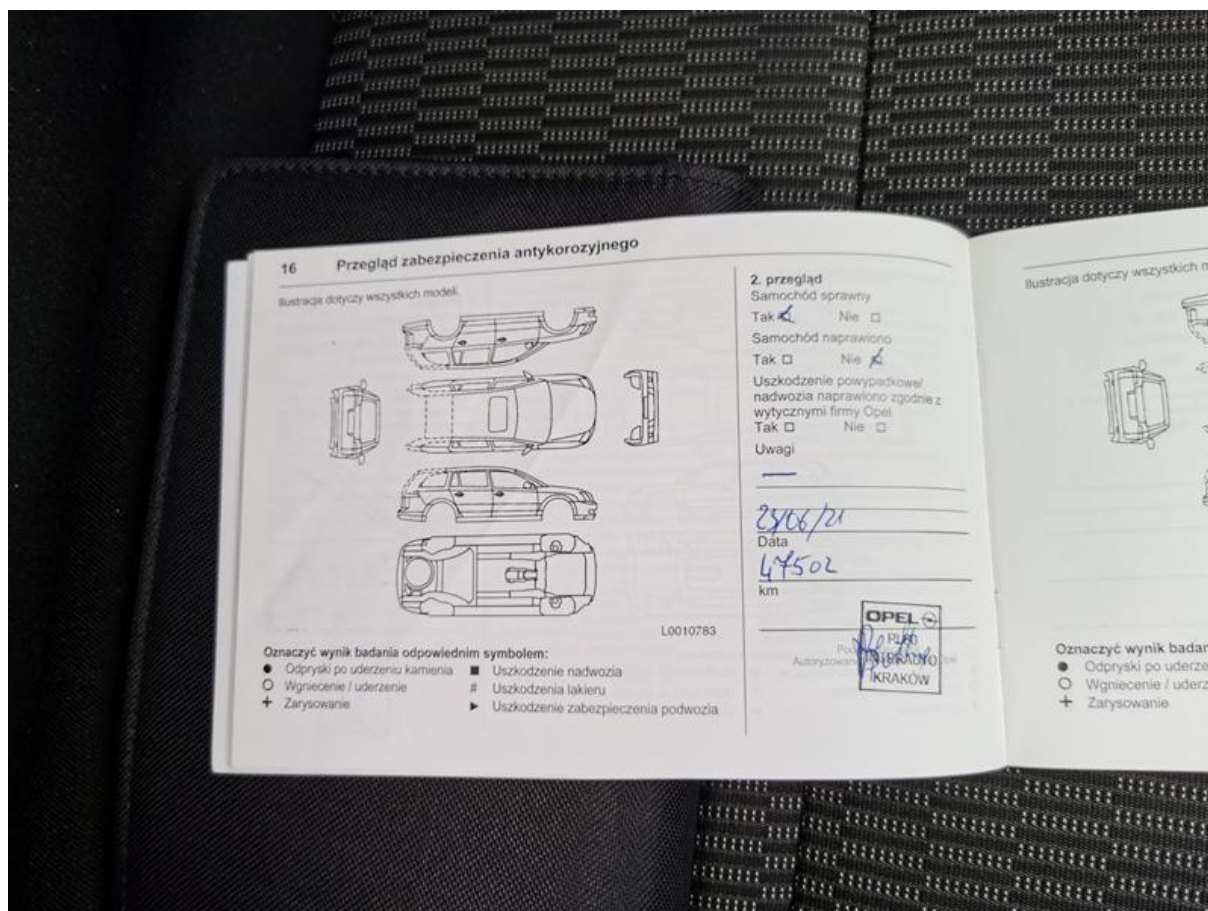 16 Przegląd zabezpieczenia antykorozyjnego
Ilustracja dotyczy wszystkich modeli.
L0010783
Oznaczyć wynik badania odpowiednim symbolem:
● Odpryski po uderzeniu kamienia ■ Uszkodzenie nadwozia
○ Wgniecenie / uderzenie # Uszkodzenia lakieru
+ Zarysowanie ► Uszkodzenie zabezpieczenia podwozia
2. przegląd
Samochód sprawny
Tak □ Nie □
Samochód naprawiono
Tak □ Nie □
Uszkodzenie powypadkowe/
nadwozia naprawiono zgodnie z
wytycznymi firmy Opel
Tak □ Nie □
Uwagi
—
23/06/21
Data
47502
km
OPEL
KRAKÓW
Ilustracja dotyczy wszystkich
Oznaczyć wynik
● Odpryski po
○ Wgniecenie /
+ Zarysowanie